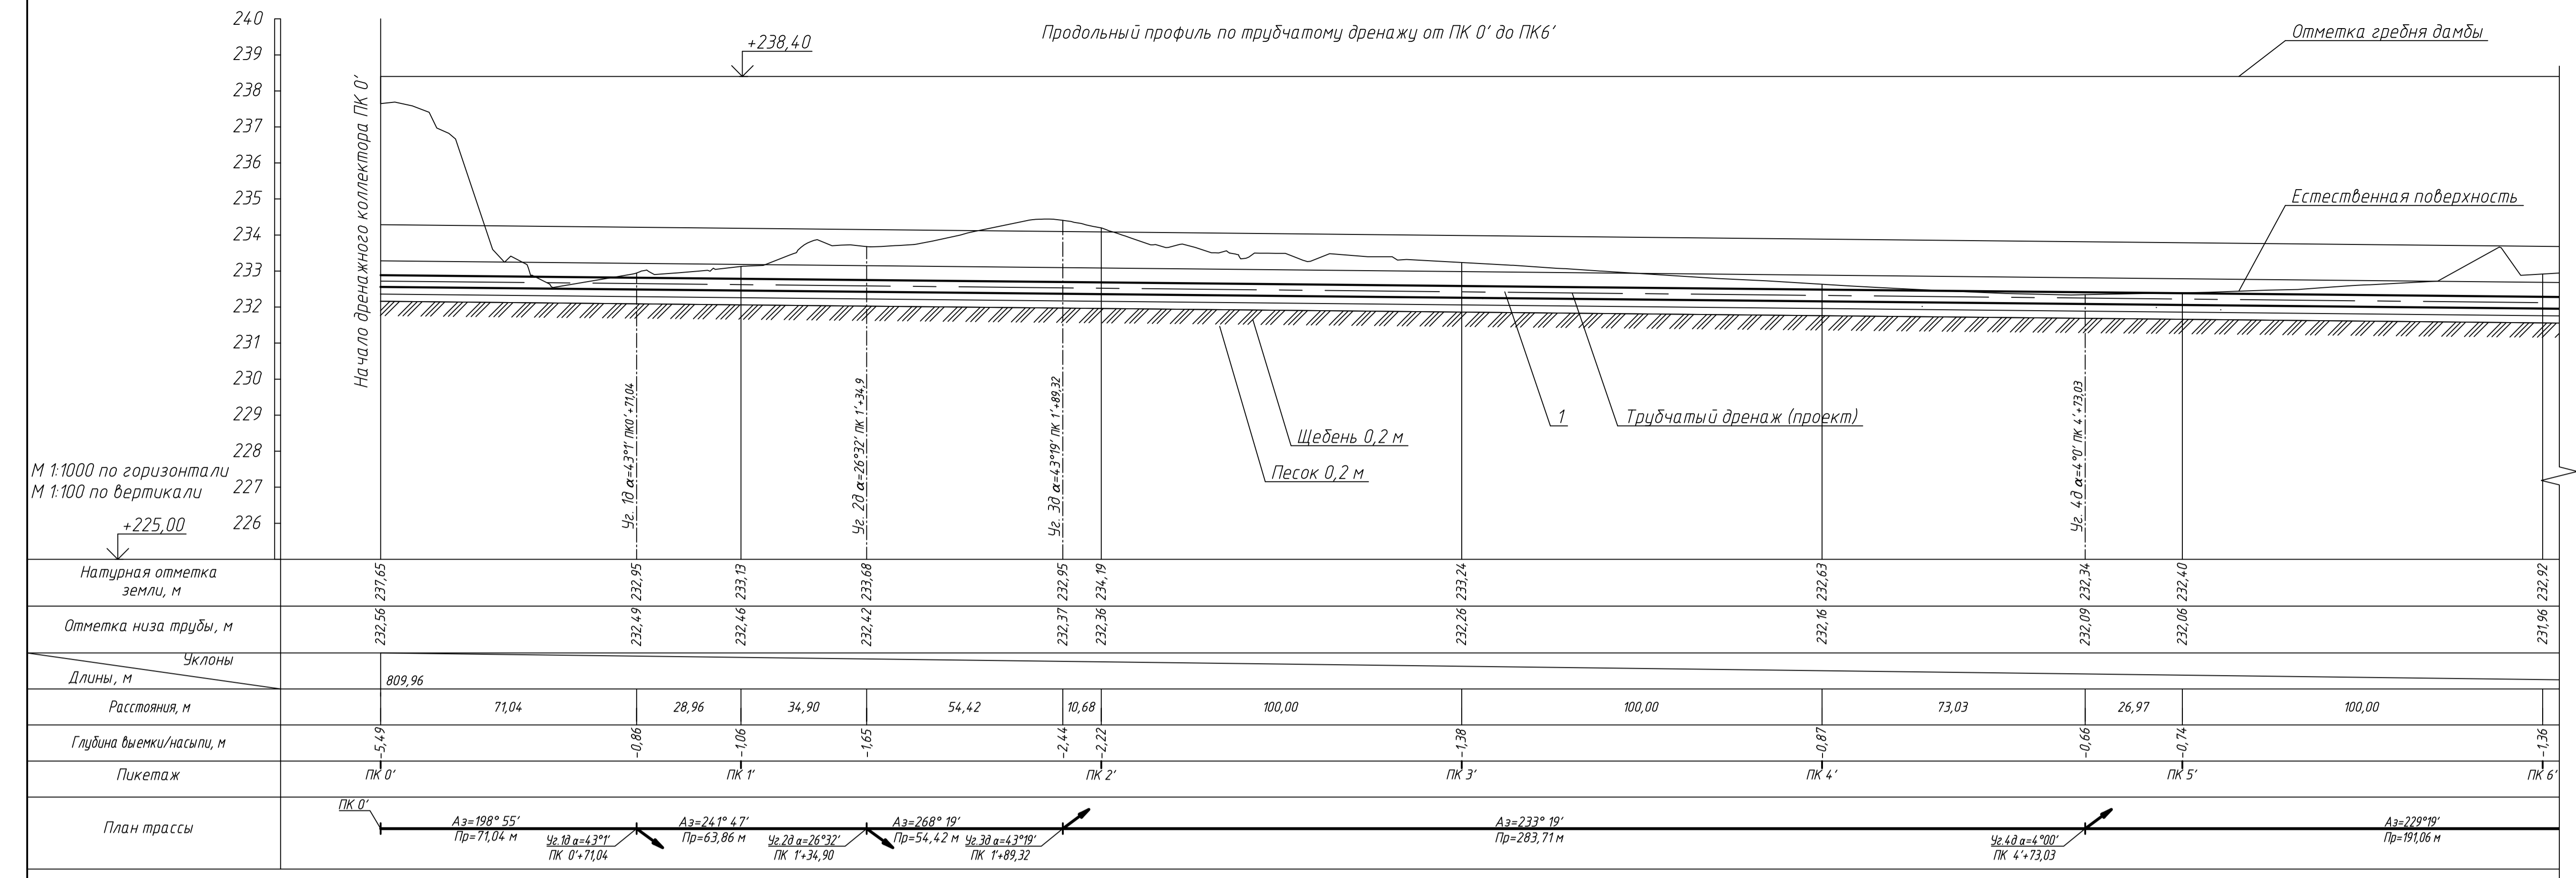 Продольный профиль по трубчатому дренажу от ПК 0' до ПК6'
240
239
238
237
236
235
234
233
232
231
230
229
228
227
226
+238,40
Отметка гребня дамбы
Начало дренажного коллектора ПК 0'
Естественная поверхность
1
Трубчатый дренаж (проект)
Щебень 0,2 м
Песок 0,2 м
Уг. 1д α=43°1' пк0'+71,04
Уг. 2д α=26°32' ПК 1'+34,9
Уг. 3д α=43°19' ПК 1'+89,32
Уг. 4д α=4°0' ПК 4'+73,03
М 1:1000 по горизонтали
М 1:100 по вертикали
+225,00
Натурная отметка
земли, м
237,65 232,95 233,13 233,68 232,95 234,19 233,24 232,63 232,34 232,40 232,92
Отметка низа трубы, м
232,56 232,49 232,46 232,42 232,37 232,36 232,26 232,16 232,09 232,06 231,96
Уклоны
Длины, м
809,96
Расстояния, м
71,04 28,96 34,90 54,42 10,68 100,00 100,00 73,03 26,97 100,00
Глубина выемки/насыпи, м
-5,49 -0,86 -1,06 -1,65 -2,44 -2,22 -1,38 -0,87 -0,66 -0,74 -1,36
Пикетаж
ПК 0' ПК 1' ПК 2' ПК 3' ПК 4' ПК 5' ПК 6'
План трассы
ПК 0'
Аз=198° 55'
Пр=71,04 м
Уг.1д α=43°1'
ПК 0'+71,04
Аз=241° 47'
Пр=63,86 м
Уг.2д α=26°32'
ПК 1'+34,90
Аз=268° 19'
Пр=54,42 м
Уг.3д α=43°19'
ПК 1'+89,32
Аз=233° 19'
Пр=283,71 м
Уг.4д α=4°00'
ПК 4'+73,03
Аз=229°19'
Пр=191,06 м